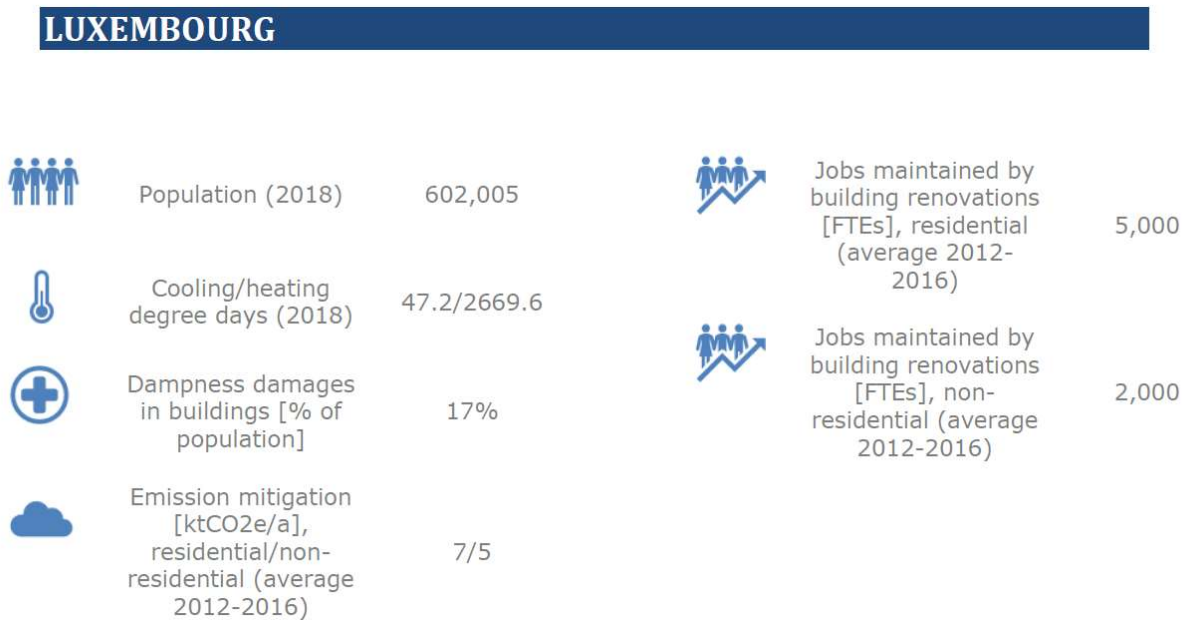 LUXEMBOURG
Population (2018)
602,005
Cooling/heating
degree days (2018)
47.2/2669.6
Dampness damages
in buildings [% of
population]
17%
Emission mitigation
[ktCO2e/a],
residential/non-
residential (average
2012-2016)
7/5
Jobs maintained by
building renovations
[FTEs], residential
(average 2012-
2016)
5,000
Jobs maintained by
building renovations
[FTEs], non-
residential (average
2012-2016)
2,000